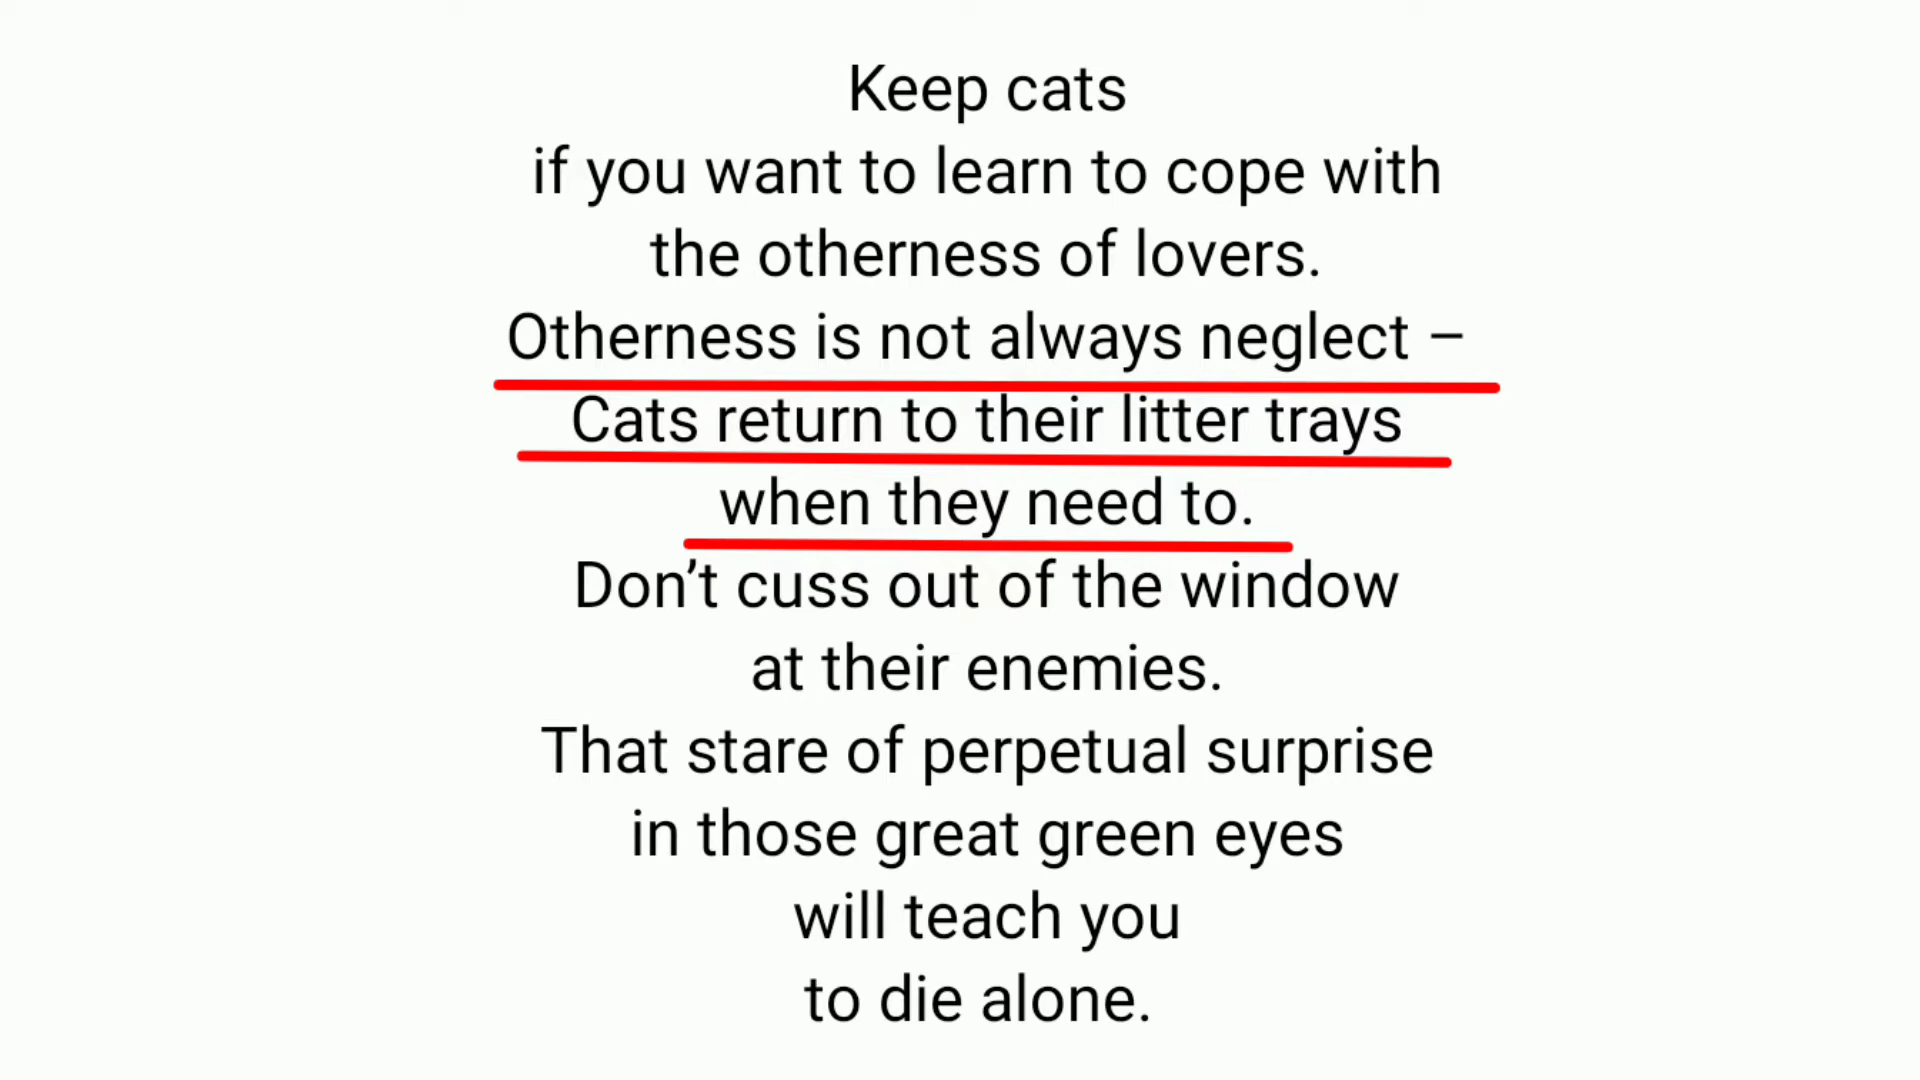 Keep cats
if you want to learn to cope with
the otherness of lovers.
Otherness is not always neglect –
Cats return to their litter trays
when they need to.
Don’t cuss out of the window
at their enemies.
That stare of perpetual surprise
in those great green eyes
will teach you
to die alone.